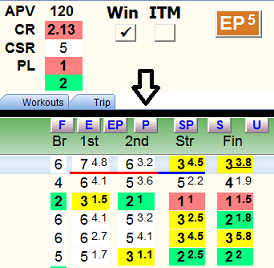 APV 120 Win ITM
CR 2.13 EP 5
CSR 5 ✓
PL 1
2
Workouts Trip
F E EP P SP S U
Br 1st 2nd Str Fin
6 7 4.8 6 3.2 3 4.5 3 3.8
4 6 4.1 5 3.6 5 2.2 4 1.9
2 3 1.5 2 1 1 1 1 1.5
6 6 4.1 5 3.2 3 2.5 2 1.8
6 6 2.7 5 4.1 3 4.5 3 5.8
5 5 1.7 3 1.1 2 2.5 2 2